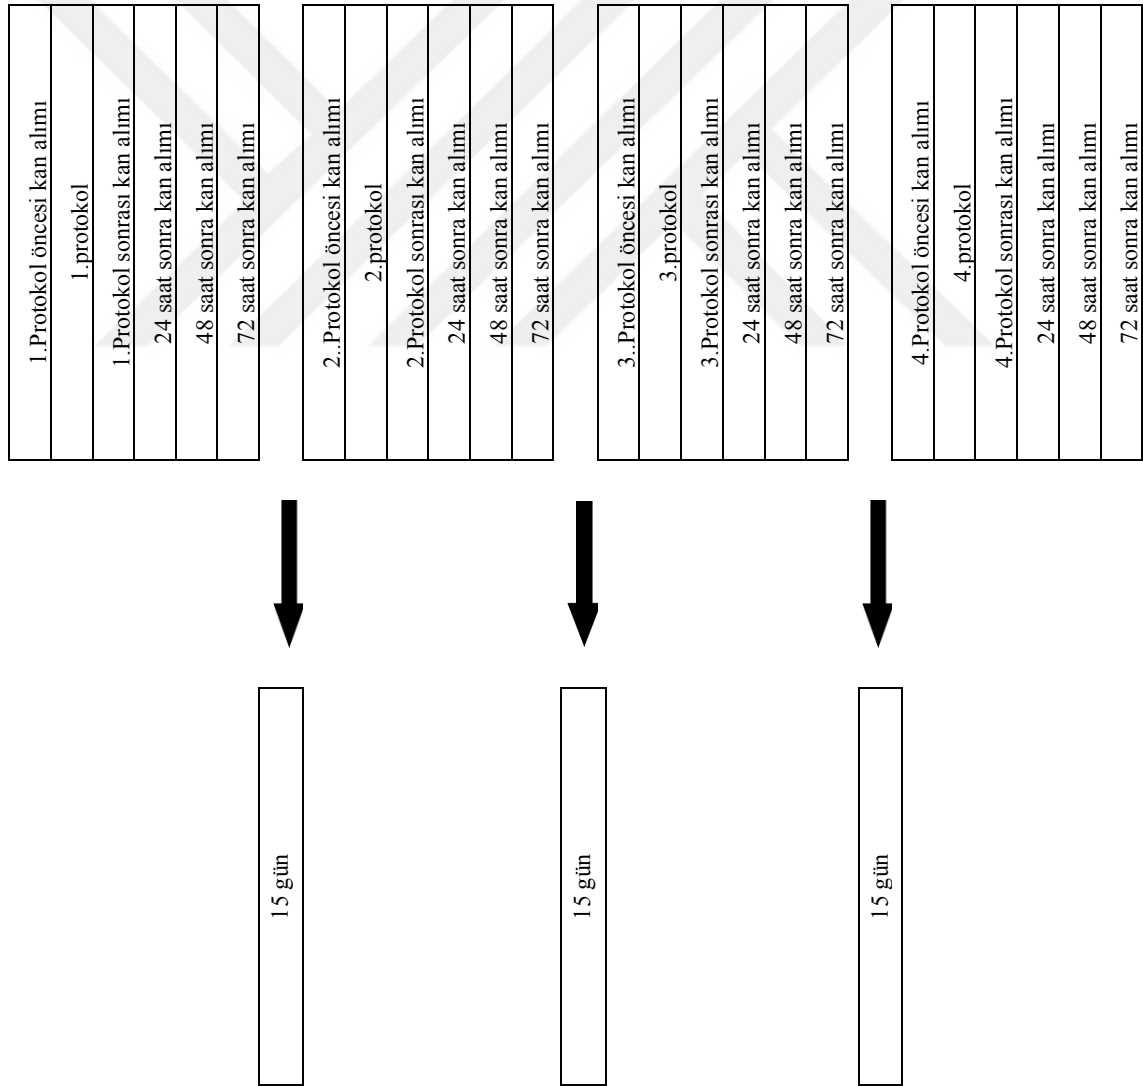 1.Protokol öncesi kan alımı
1.protokol
1.Protokol sonrası kan alımı
24 saat sonra kan alımı
48 saat sonra kan alımı
72 saat sonra kan alımı
2..Protokol öncesi kan alımı
2.protokol
2.Protokol sonrası kan alımı
24 saat sonra kan alımı
48 saat sonra kan alımı
72 saat sonra kan alımı
3..Protokol öncesi kan alımı
3.protokol
3.Protokol sonrası kan alımı
24 saat sonra kan alımı
48 saat sonra kan alımı
72 saat sonra kan alımı
4.Protokol öncesi kan alımı
4.protokol
4.Protokol sonrası kan alımı
24 saat sonra kan alımı
48 saat sonra kan alımı
72 saat sonra kan alımı
15 gün
15 gün
15 gün